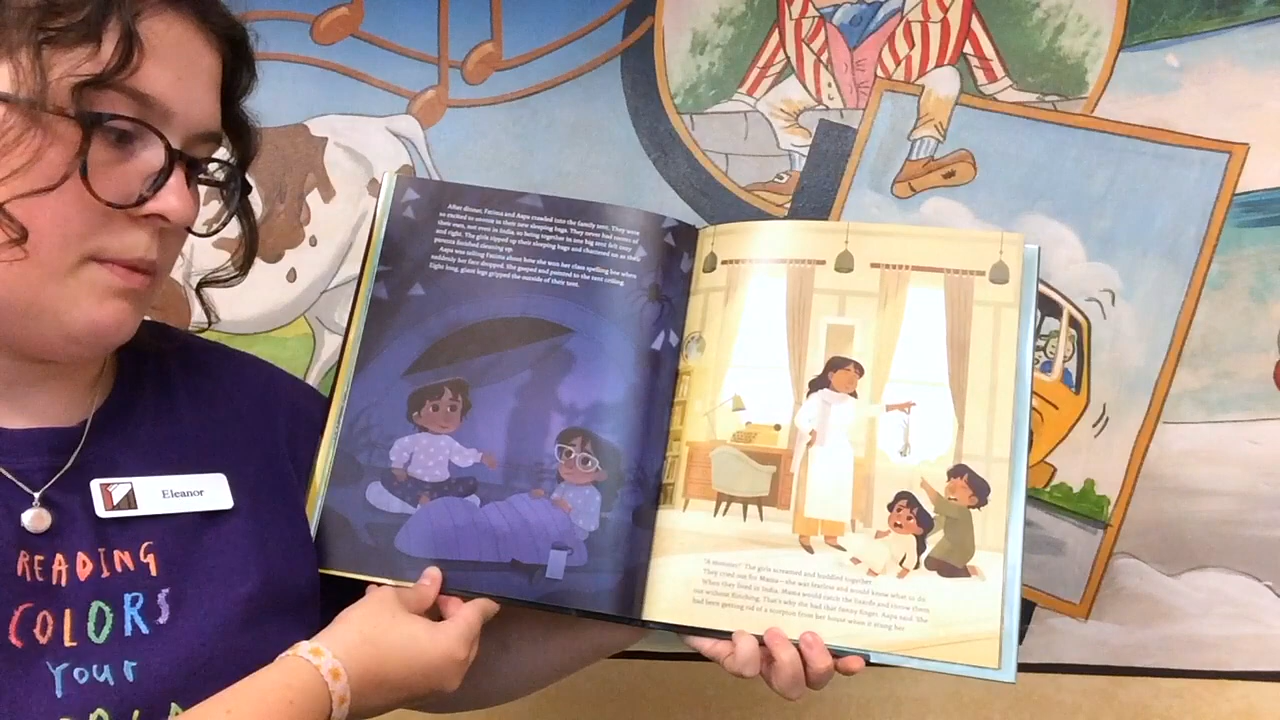 After dinner, Fatima and Aapa crawled into the family tent. They were
so excited to snooze in their new sleeping bags. They never had rooms of
their own, not even in India, so being together in one big tent felt cozy
and right. The girls zipped up their sleeping bags and chattered on as their
parents finished cleaning up.
Aapa was telling Fatima about how she won her class spelling bee when
suddenly her face dropped. She gasped and pointed to the tent ceiling.
Eight long, giant legs gripped the outside of their tent.
"A monster!" The girls screamed and huddled together.
They cried out for Mama—she was fearless and would know what to do.
When they lived in India, Mama would catch the lizards and throw them
out without flinching. That's why she had that funny finger, Aapa said. She
had been getting rid of a scorpion from her house when it stung her
Eleanor
READING
COLORS
Your